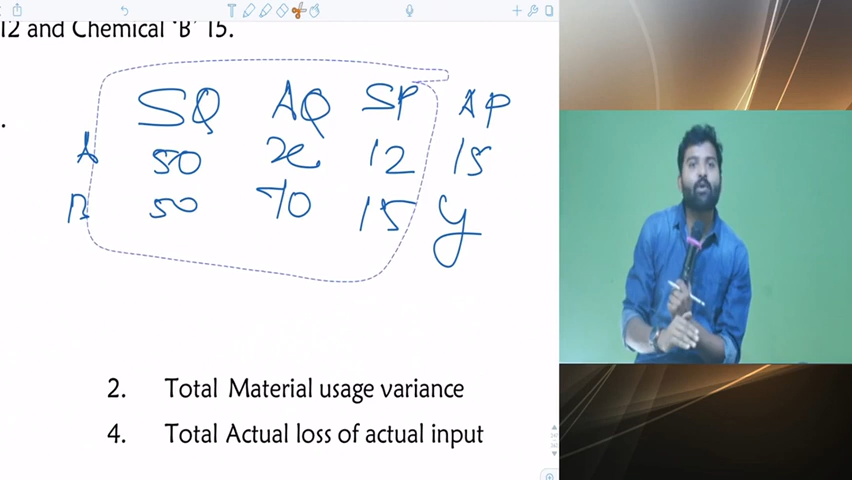 12 and Chemical ‘B’ 15.
SQ AQ SP AP
A 50 x 12 15
B 50 70 15 y
2. Total Material usage variance
4. Total Actual loss of actual input